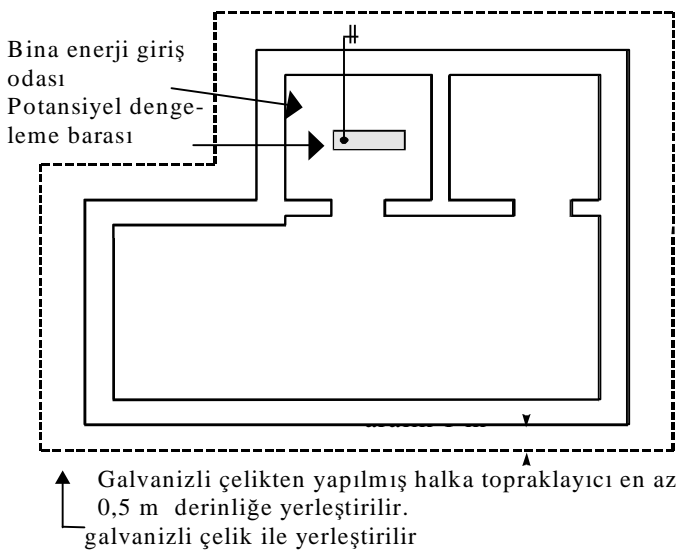 Bina enerji giriş
odası
Potansiyel denge-
leme barası
Galvanizli çelikten yapılmış halka topraklayıcı en az
0,5 m derinliğe yerleştirilir.
galvanizli çelik ile yerleştirilir